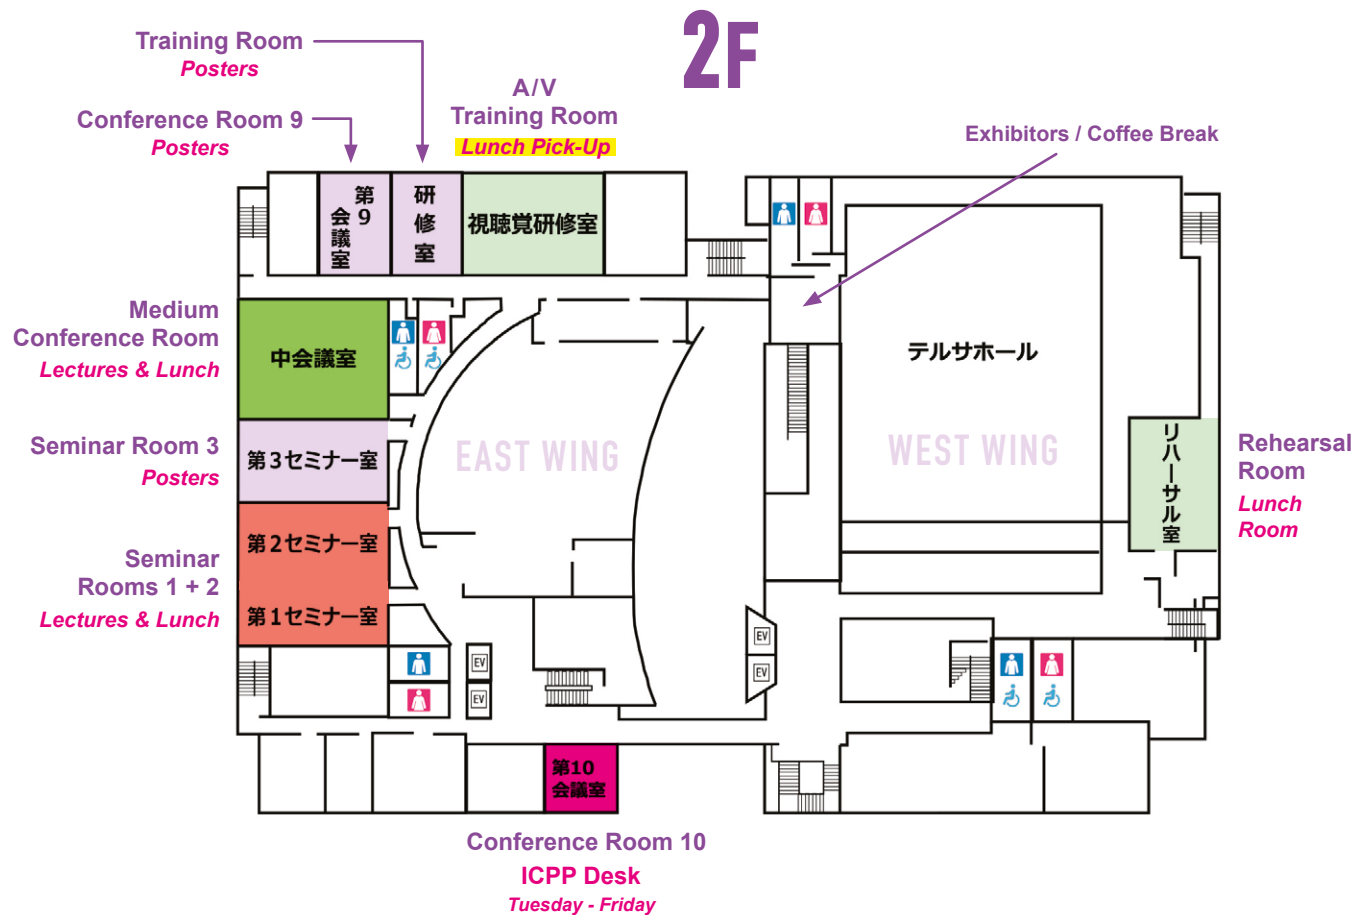 2F
Training Room
Posters
Conference Room 9
Posters
A/V
Training Room
Lunch Pick-Up
Exhibitors / Coffee Break
第9
会議室
研修室
視聴覚研修室
Medium
Conference Room
Lectures & Lunch
中会議室
テルサホール
Seminar Room 3
Posters
第3セミナー室
EAST WING
WEST WING
リハーサル室
Rehearsal
Room
Lunch
Room
第2セミナー室
Seminar
Rooms 1 + 2
Lectures & Lunch
第1セミナー室
EV
EV
EV
EV
第10
会議室
Conference Room 10
ICPP Desk
Tuesday - Friday